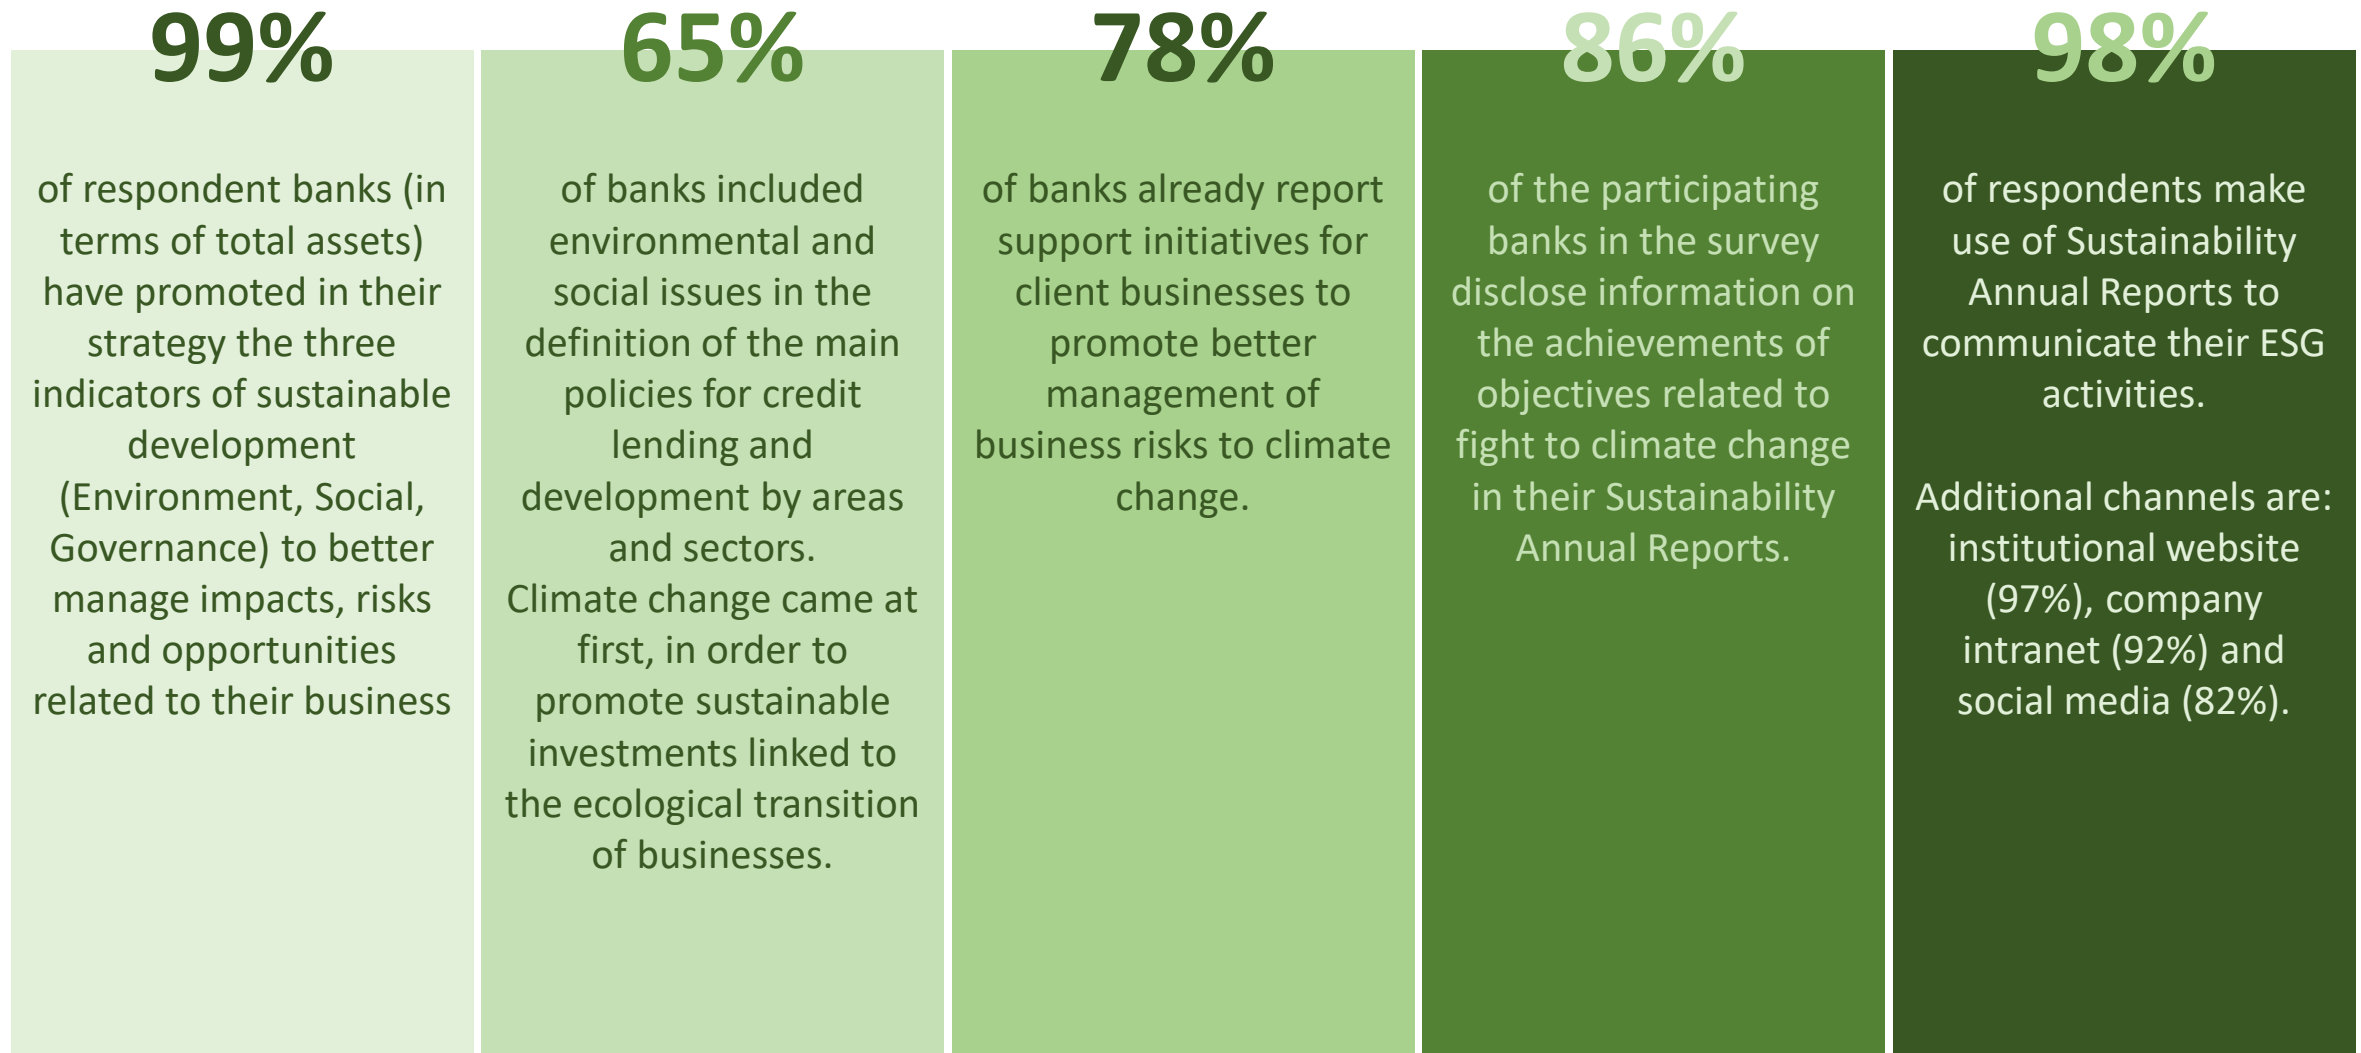 99%
of respondent banks (in
terms of total assets)
have promoted in their
strategy the three
indicators of sustainable
development
(Environment, Social,
Governance) to better
manage impacts, risks
and opportunities
related to their business
65%
of banks included
environmental and
social issues in the
definition of the main
policies for credit
lending and
development by areas
and sectors.
Climate change came at
first, in order to
promote sustainable
investments linked to
the ecological transition
of businesses.
78%
of banks already report
support initiatives for
client businesses to
promote better
management of
business risks to climate
change.
86%
of the participating
banks in the survey
disclose information on
the achievements of
objectives related to
fight to climate change
in their Sustainability
Annual Reports.
98%
of respondents make
use of Sustainability
Annual Reports to
communicate their ESG
activities.
Additional channels are:
institutional website
(97%), company
intranet (92%) and
social media (82%).